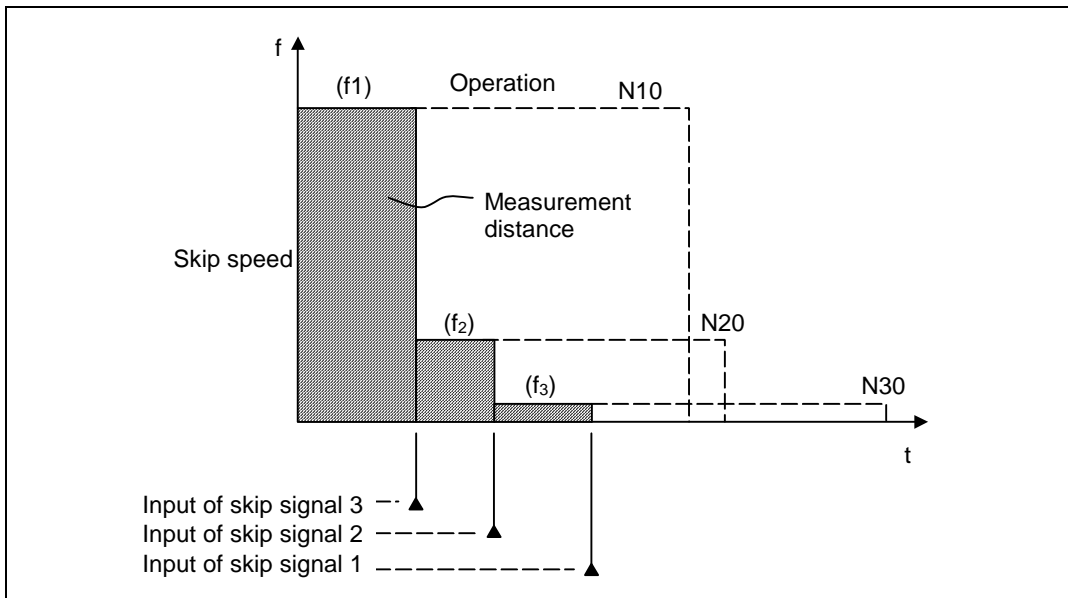 f
(f1)
Operation
N10
Measurement
distance
Skip speed
(f₂)
N20
(f₃)
N30
t
Input of skip signal 3
Input of skip signal 2
Input of skip signal 1